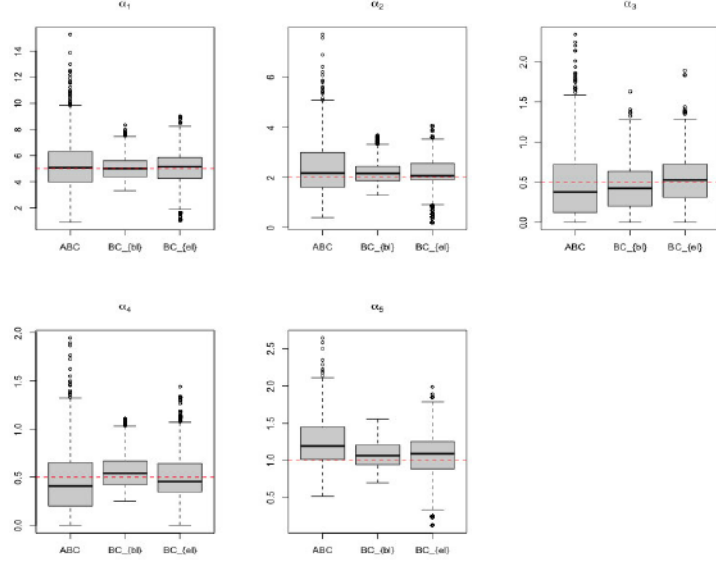 α1
α2
α3
2 4 6 8 10 12 14
0 2 4 6
0.0 0.5 1.0 1.5 2.0
ABC BC_{bl} BC_{el}
ABC BC_{bl} BC_{el}
ABC BC_{bl} BC_{el}
α4
α5
0.0 0.5 1.0 1.5 2.0
0.5 1.0 1.5 2.0 2.5
ABC BC_{bl} BC_{el}
ABC BC_{bl} BC_{el}